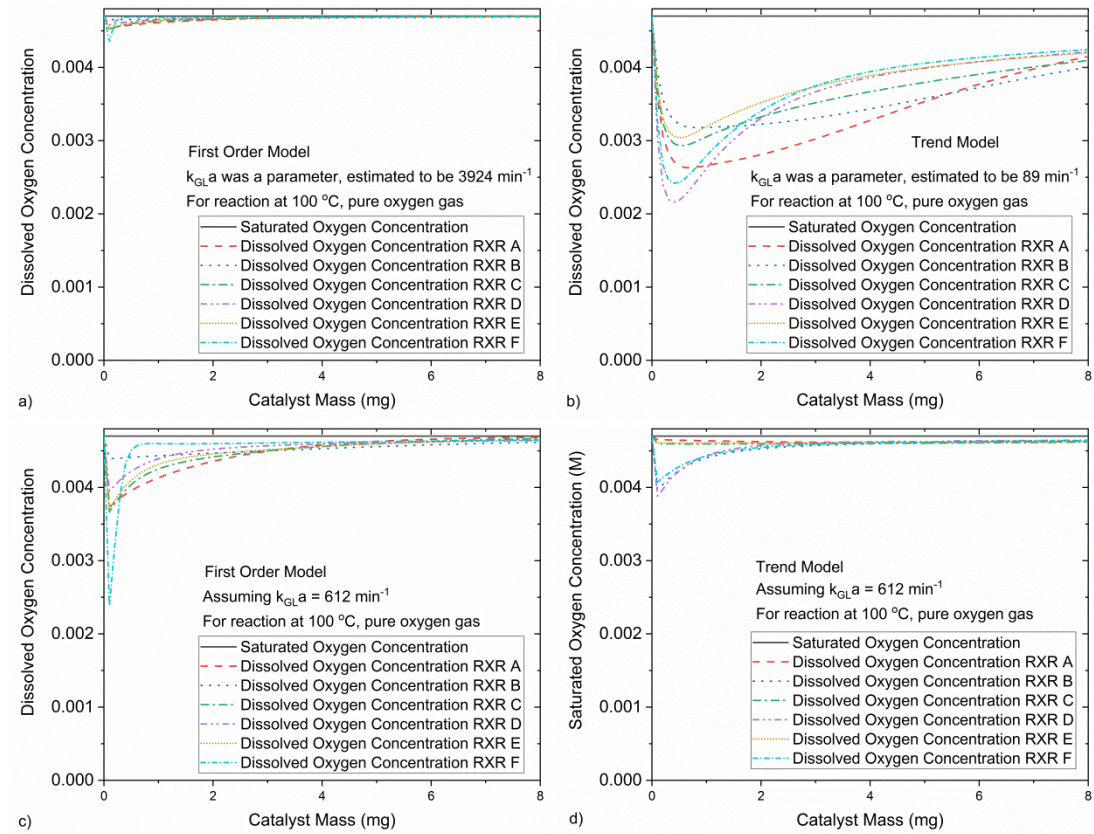 0.004
0.003
0.002
0.001
0.000
Dissolved Oxygen Concentration
First Order Model
k_GL a was a parameter, estimated to be 3924 min⁻¹
For reaction at 100 °C, pure oxygen gas
Saturated Oxygen Concentration
Dissolved Oxygen Concentration RXR A
Dissolved Oxygen Concentration RXR B
Dissolved Oxygen Concentration RXR C
Dissolved Oxygen Concentration RXR D
Dissolved Oxygen Concentration RXR E
Dissolved Oxygen Concentration RXR F
0 2 4 6 8
Catalyst Mass (mg)
a)
0.004
0.003
0.002
0.001
0.000
Dissolved Oxygen Concentration
Trend Model
k_GL a was a parameter, estimated to be 89 min⁻¹
For reaction at 100 °C, pure oxygen gas
Saturated Oxygen Concentration
Dissolved Oxygen Concentration RXR A
Dissolved Oxygen Concentration RXR B
Dissolved Oxygen Concentration RXR C
Dissolved Oxygen Concentration RXR D
Dissolved Oxygen Concentration RXR E
Dissolved Oxygen Concentration RXR F
0 2 4 6 8
Catalyst Mass (mg)
b)
0.004
0.003
0.002
0.001
0.000
Dissolved Oxygen Concentration
First Order Model
Assuming k_GL a = 612 min⁻¹
For reaction at 100 °C, pure oxygen gas
Saturated Oxygen Concentration
Dissolved Oxygen Concentration RXR A
Dissolved Oxygen Concentration RXR B
Dissolved Oxygen Concentration RXR C
Dissolved Oxygen Concentration RXR D
Dissolved Oxygen Concentration RXR E
Dissolved Oxygen Concentration RXR F
0 2 4 6 8
Catalyst Mass (mg)
c)
0.004
0.003
0.002
0.001
0.000
Saturated Oxygen Concentration (M)
Trend Model
Assuming k_GL a = 612 min⁻¹
For reaction at 100 °C, pure oxygen gas
Saturated Oxygen Concentration
Dissolved Oxygen Concentration RXR A
Dissolved Oxygen Concentration RXR B
Dissolved Oxygen Concentration RXR C
Dissolved Oxygen Concentration RXR D
Dissolved Oxygen Concentration RXR E
Dissolved Oxygen Concentration RXR F
0 2 4 6 8
Catalyst Mass (mg)
d)